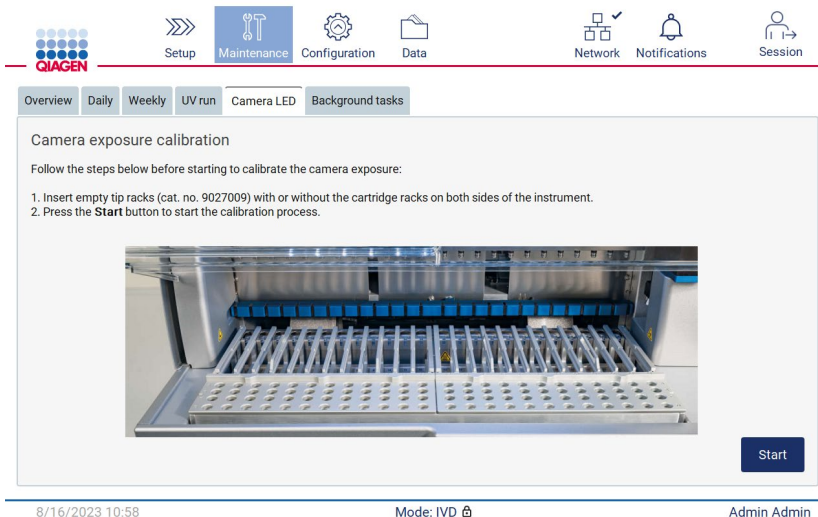 QIAGEN
Setup
Maintenance
Configuration
Data
Network
Notifications
Session
Overview
Daily
Weekly
UV run
Camera LED
Background tasks
Camera exposure calibration
Follow the steps below before starting to calibrate the camera exposure:
1. Insert empty tip racks (cat. no. 9027009) with or without the cartridge racks on both sides of the instrument.
2. Press the Start button to start the calibration process.
Start
8/16/2023 10:58
Mode: IVD
Admin Admin